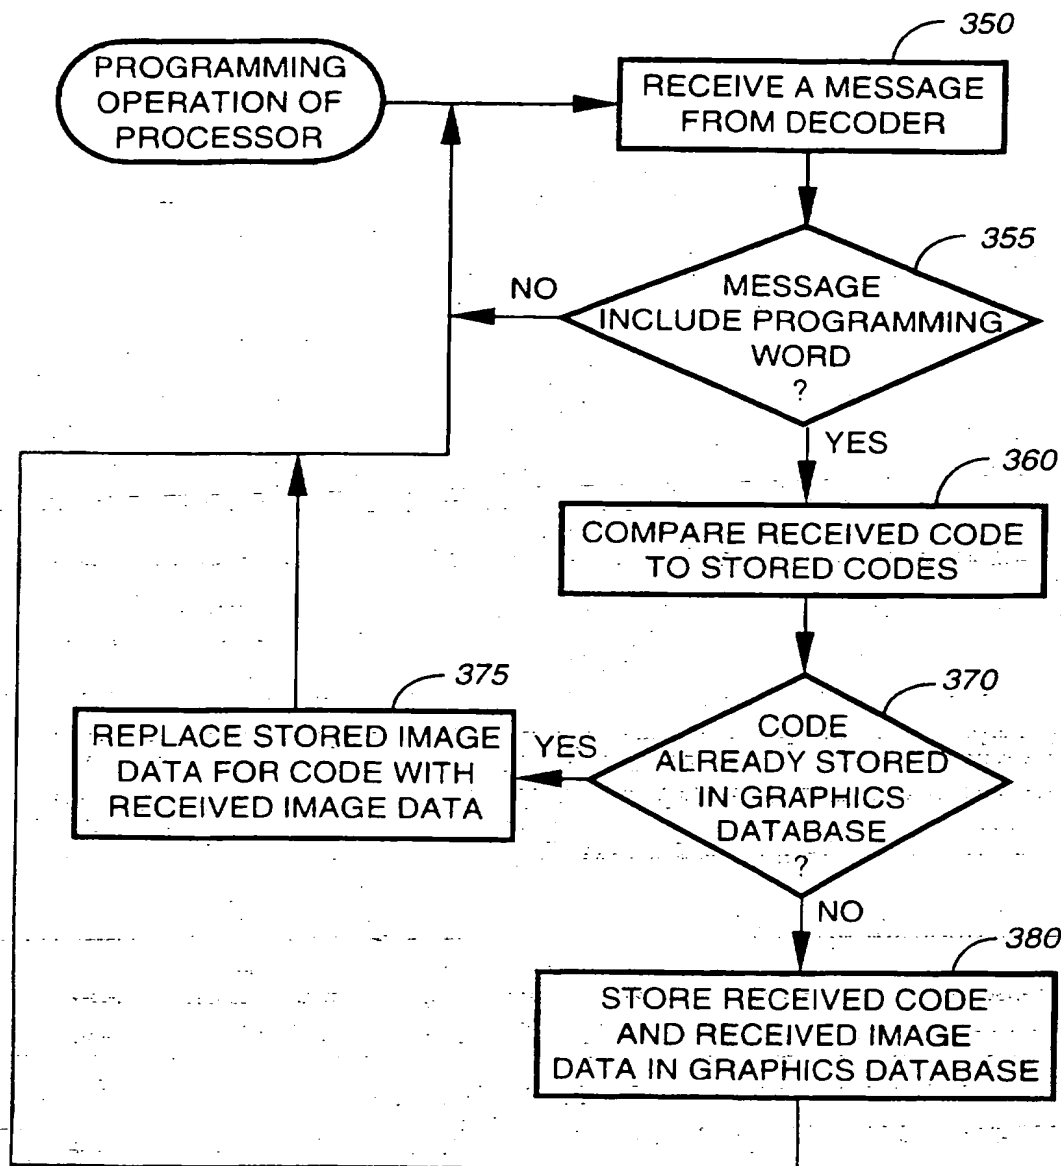 350
PROGRAMMING
OPERATION OF
PROCESSOR
RECEIVE A MESSAGE
FROM DECODER
355
NO
MESSAGE
INCLUDE PROGRAMMING
WORD
?
YES
360
COMPARE RECEIVED CODE
TO STORED CODES
375
370
REPLACE STORED IMAGE
DATA FOR CODE WITH
RECEIVED IMAGE DATA
YES
CODE
ALREADY STORED
IN GRAPHICS
DATABASE
?
NO
380
STORE RECEIVED CODE
AND RECEIVED IMAGE
DATA IN GRAPHICS DATABASE